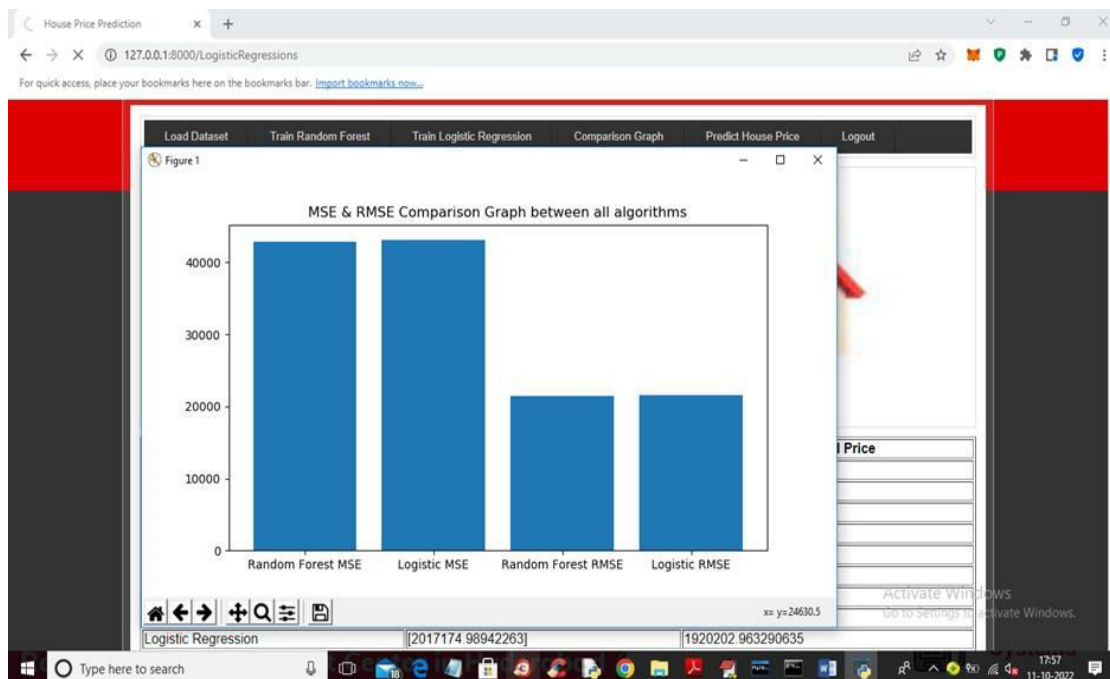 House Price Prediction
127.0.0.1:8000/LogisticRegressions
For quick access, place your bookmarks here on the bookmarks bar. Import bookmarks now...
Load Dataset Train Random Forest Train Logistic Regression Comparison Graph Predict House Price Logout
Figure 1
MSE & RMSE Comparison Graph between all algorithms
40000
30000
20000
10000
0
Random Forest MSE Logistic MSE Random Forest RMSE Logistic RMSE
x= y=24630.5
Price
Activate Windows
Go to Settings to activate Windows.
Logistic Regression [2017174.98942263] 1920202.963290635
Type here to search
18
17:57
11-10-2022